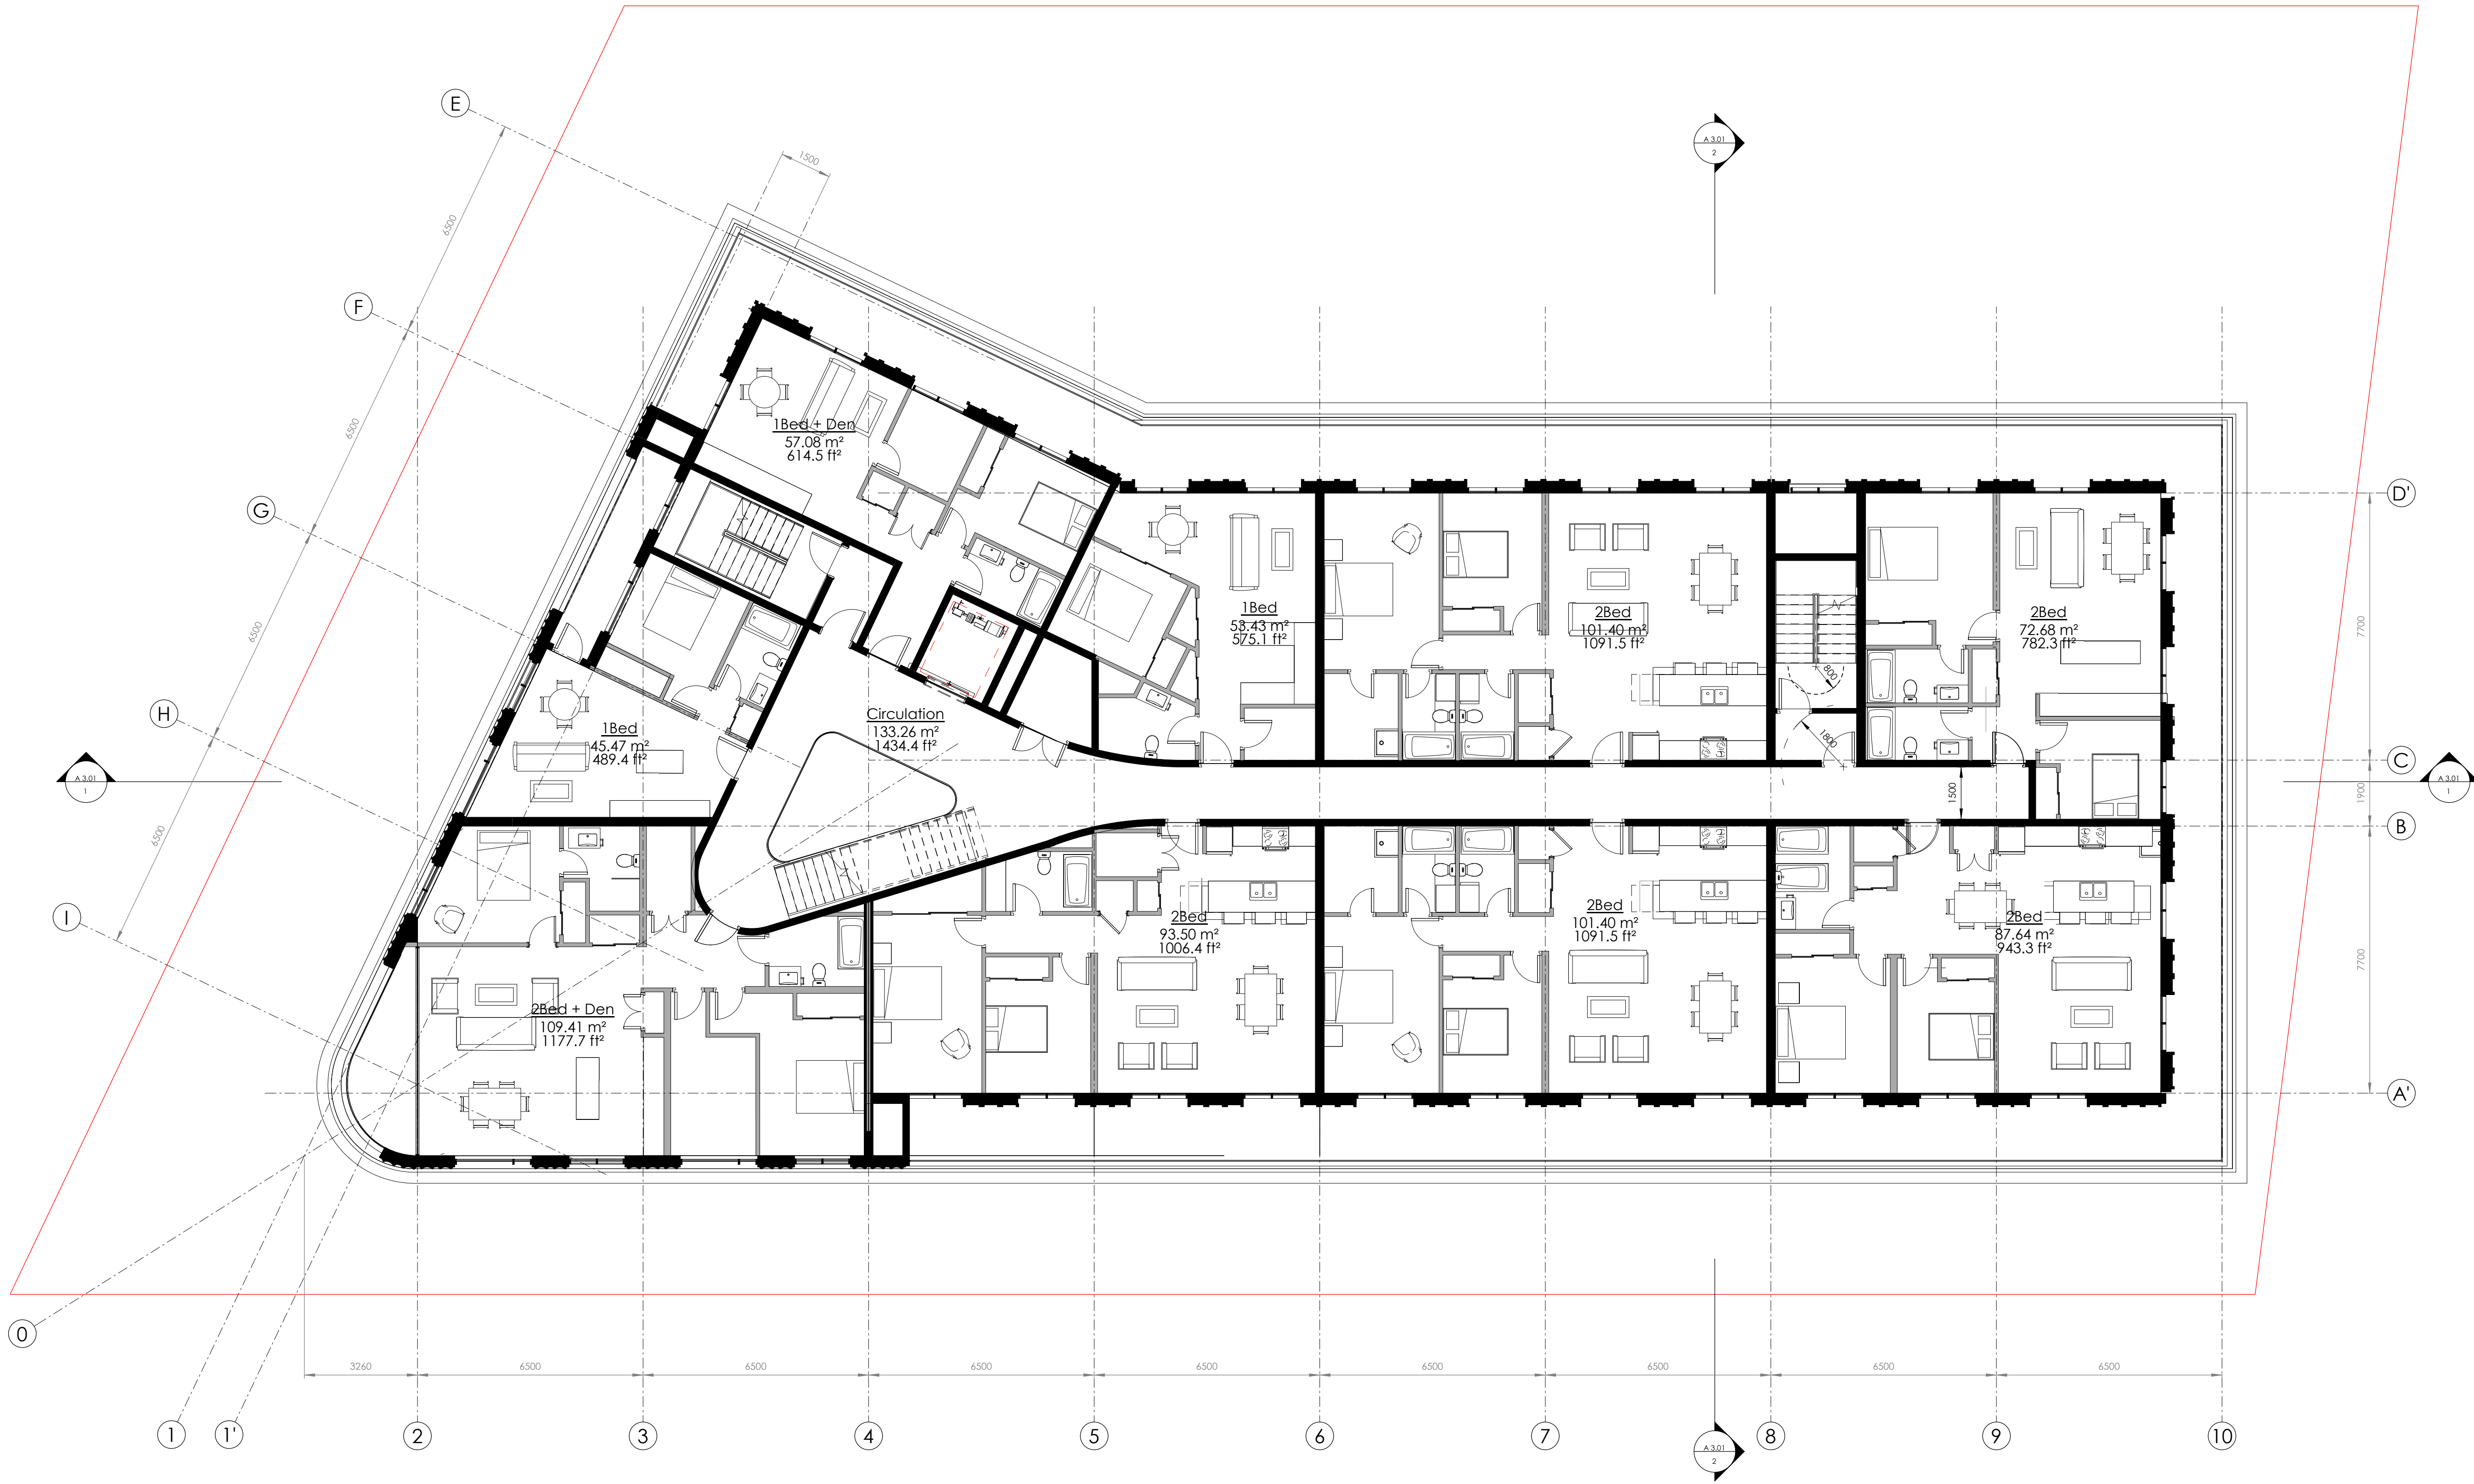 E
A 3.01
2
1500
6500
F
6500
G
D'
1Bed + Den
57.08 m²
614.5 ft²
6500
1Bed
53.43 m²
575.1 ft²
2Bed
101.40 m²
1091.5 ft²
2Bed
72.68 m²
782.3 ft²
7700
800
H
1Bed
45.47 m²
489.4 ft²
Circulation
133.26 m²
1434.4 ft²
1800
C
A 3.01
1
A 3.01
1
1500
1900
6500
B
I
2Bed
93.50 m²
1006.4 ft²
2Bed
101.40 m²
1091.5 ft²
2Bed
87.64 m²
943.3 ft²
7700
2Bed + Den
109.41 m²
1177.7 ft²
A'
0
3260
6500
6500
6500
6500
6500
6500
6500
6500
1
1'
2
3
4
5
6
7
8
9
10
A 3.01
2